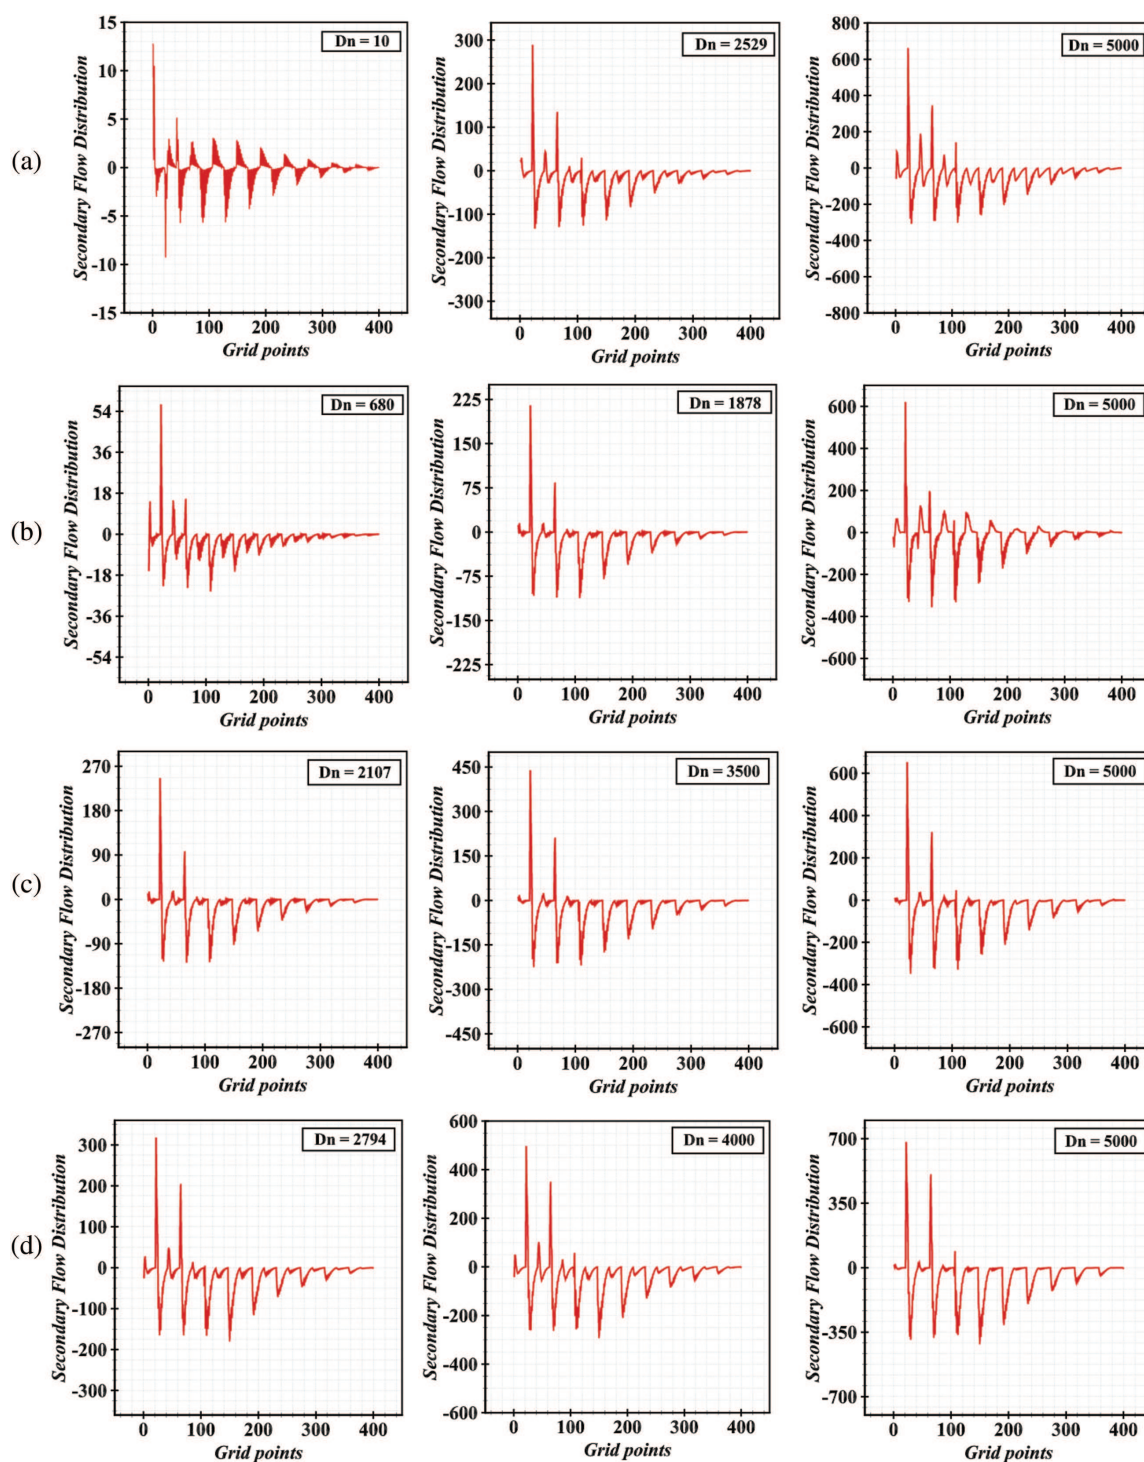 (a)
Secondary Flow Distribution
15
10
5
0
-5
-10
-15
Dn = 10
0 100 200 300 400
Grid points
Secondary Flow Distribution
300
200
100
0
-100
-200
-300
Dn = 2529
0 100 200 300 400
Grid points
Secondary Flow Distribution
800
600
400
200
0
-200
-400
-600
-800
Dn = 5000
0 100 200 300 400
Grid points
(b)
Secondary Flow Distribution
54
36
18
0
-18
-36
-54
Dn = 680
0 100 200 300 400
Grid points
Secondary Flow Distribution
225
150
75
0
-75
-150
-225
Dn = 1878
0 100 200 300 400
Grid points
Secondary Flow Distribution
600
400
200
0
-200
-400
-600
Dn = 5000
0 100 200 300 400
Grid points
(c)
Secondary Flow Distribution
270
180
90
0
-90
-180
-270
Dn = 2107
0 100 200 300 400
Grid points
Secondary Flow Distribution
450
300
150
0
-150
-300
-450
Dn = 3500
0 100 200 300 400
Grid points
Secondary Flow Distribution
600
400
200
0
-200
-400
-600
Dn = 5000
0 100 200 300 400
Grid points
(d)
Secondary Flow Distribution
300
200
100
0
-100
-200
-300
Dn = 2794
0 100 200 300 400
Grid points
Secondary Flow Distribution
600
400
200
0
-200
-400
-600
Dn = 4000
0 100 200 300 400
Grid points
Secondary Flow Distribution
700
350
0
-350
-700
Dn = 5000
0 100 200 300 400
Grid points